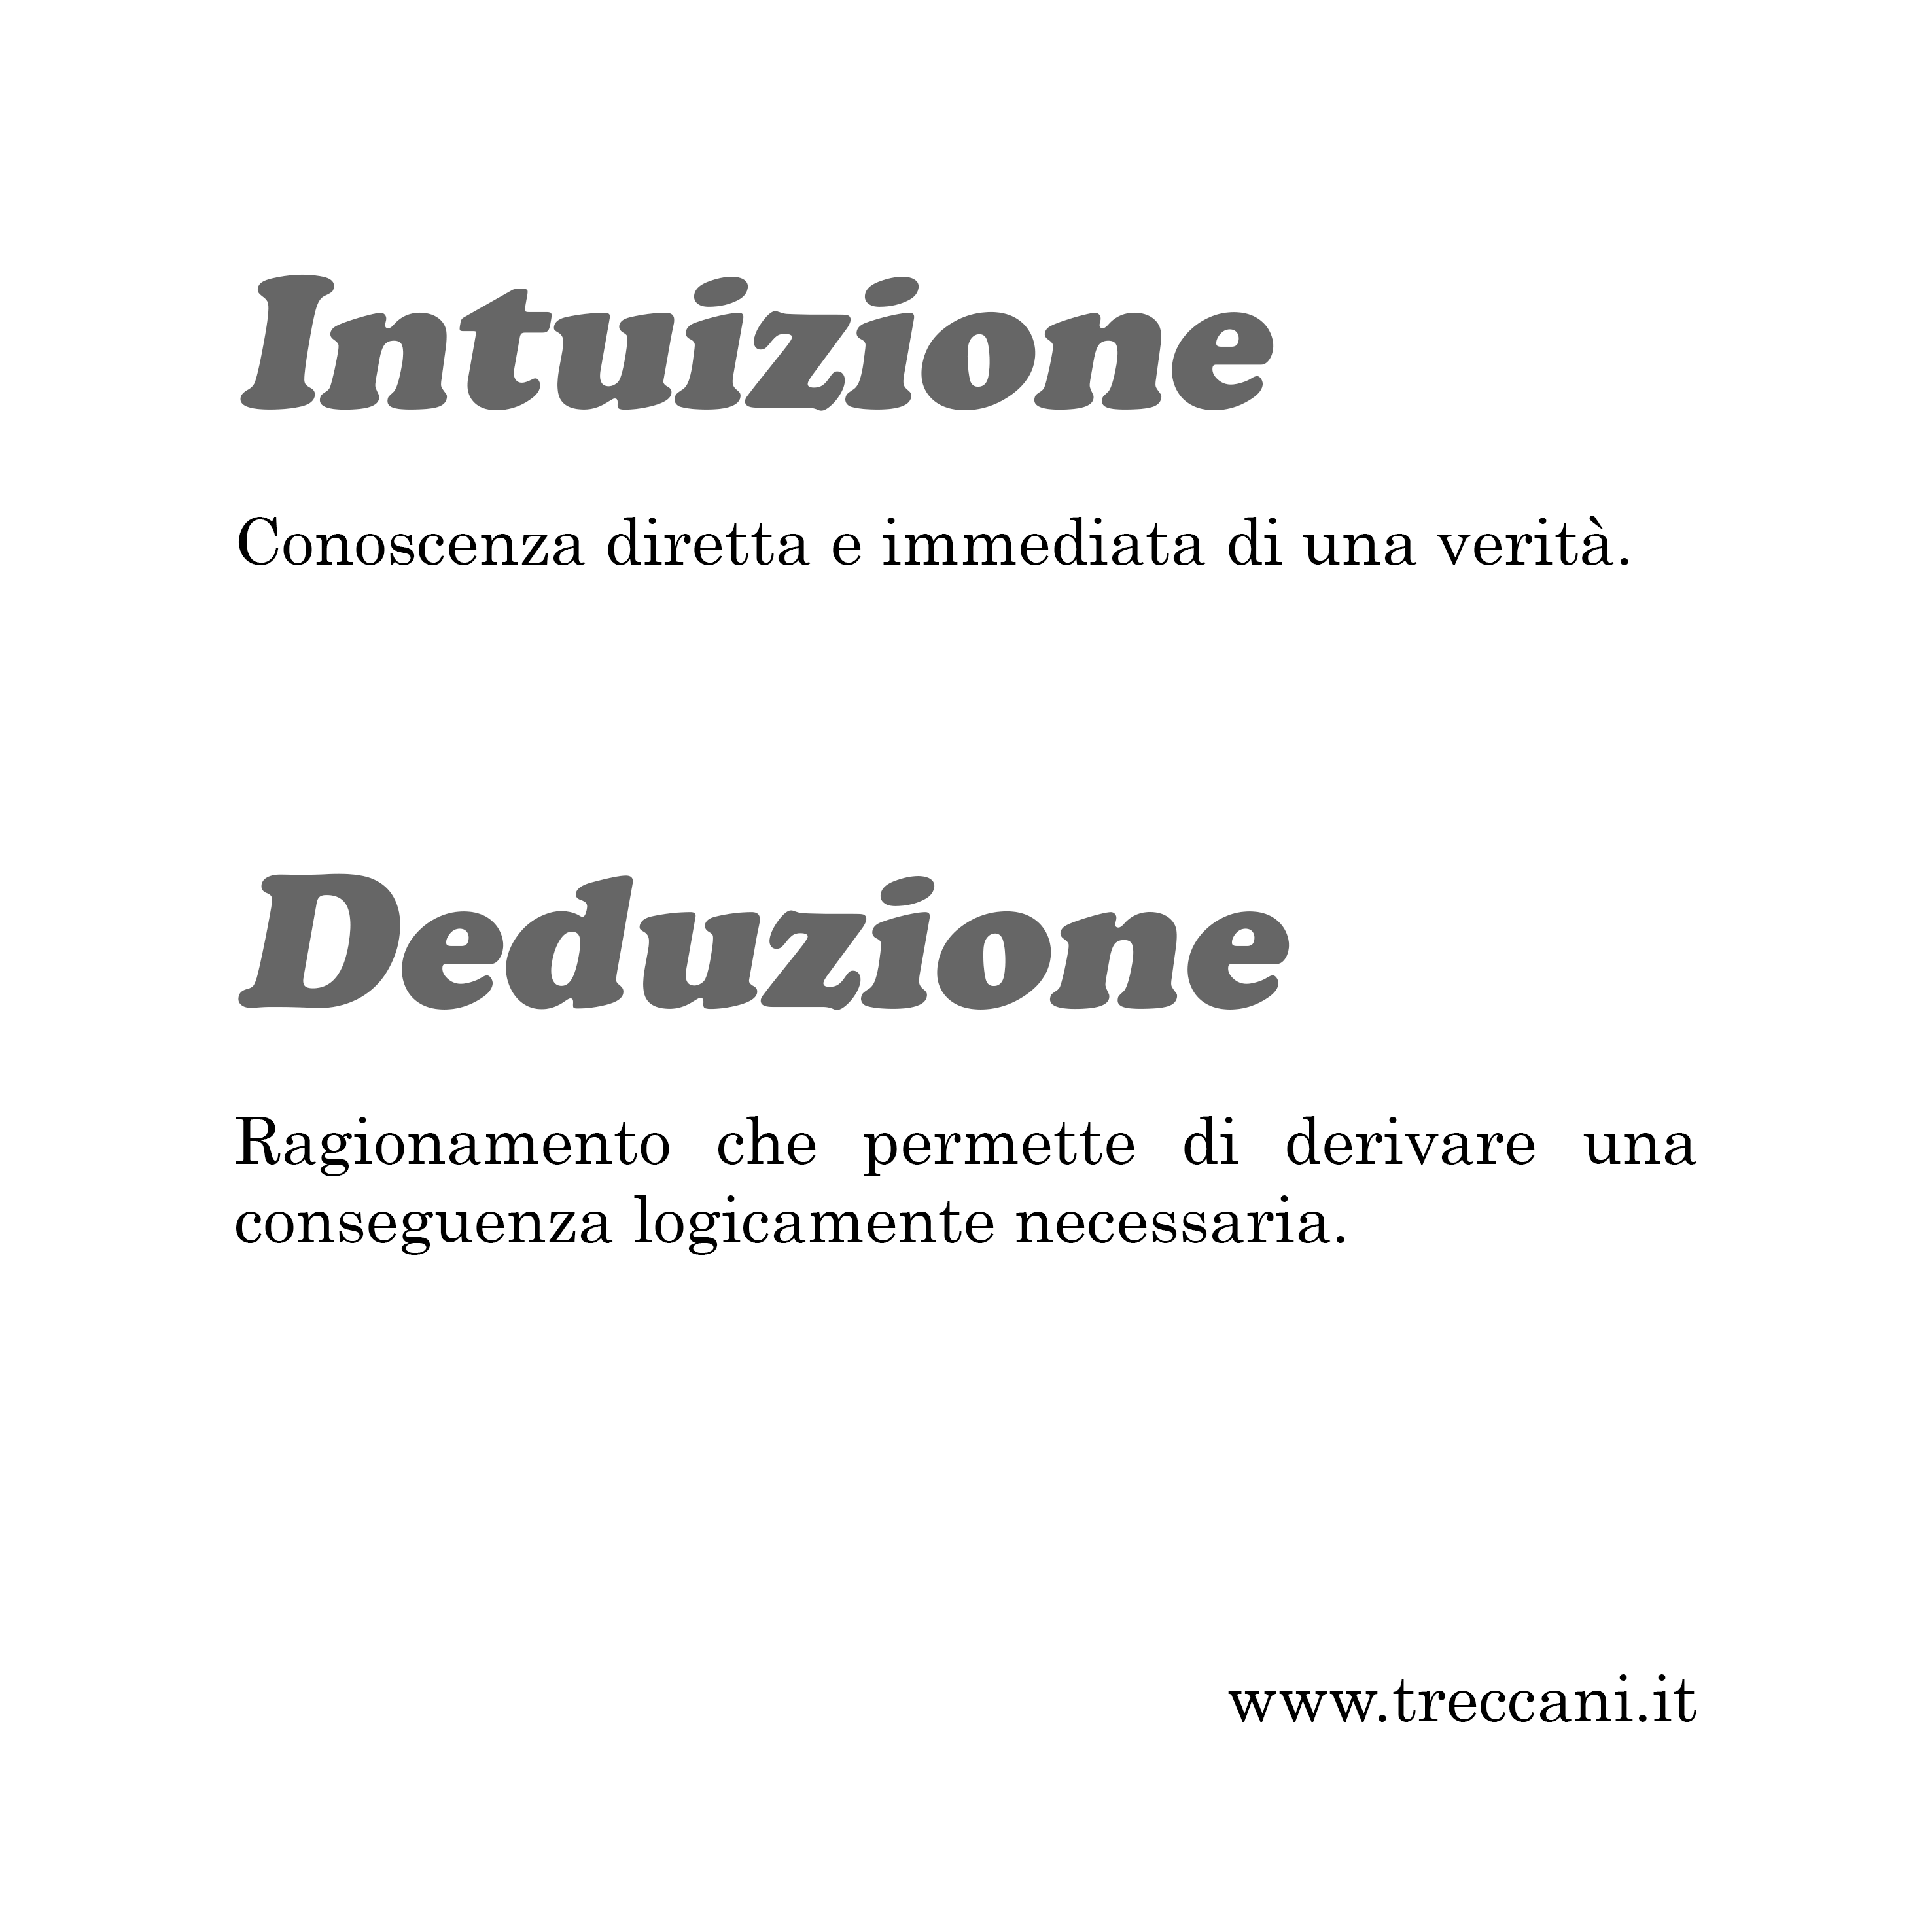 Intuizione
Conoscenza diretta e immediata di una verità.
Deduzione
Ragionamento che permette di derivare una
conseguenza logicamente necessaria.
www.treccani.it